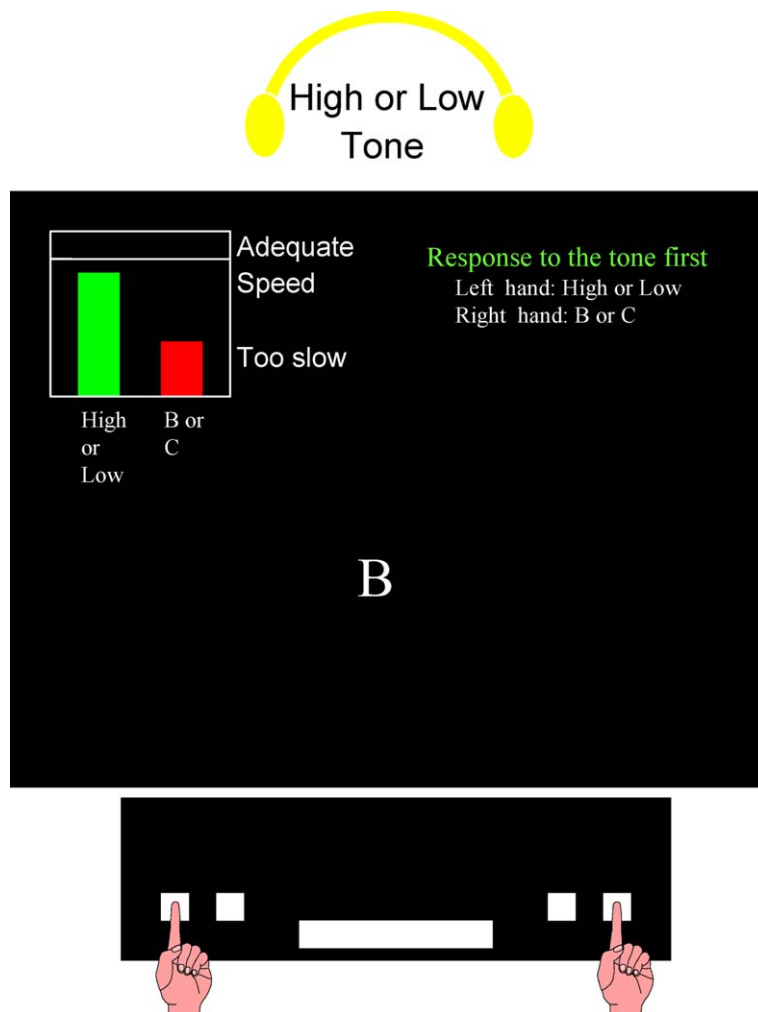 High or Low
Tone
Adequate
Speed
Too slow
High
or
Low
B or
C
Response to the tone first
Left hand: High or Low
Right hand: B or C
B